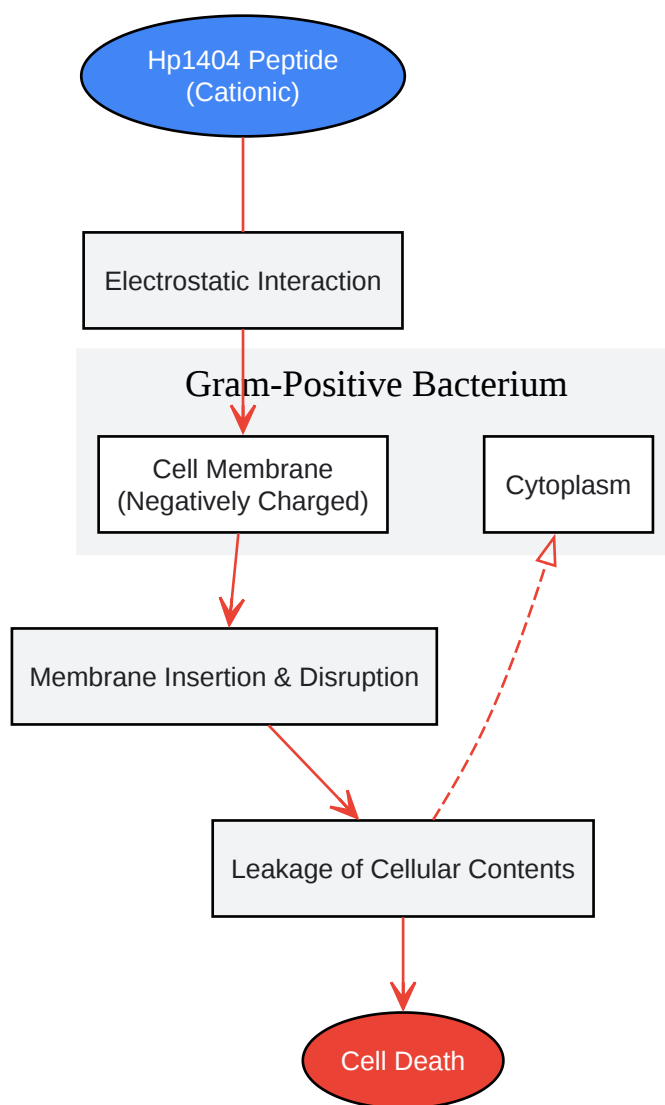 Hp1404 Peptide
(Cationic)
Electrostatic Interaction
Gram-Positive Bacterium
Cell Membrane
(Negatively Charged)
Cytoplasm
Membrane Insertion & Disruption
Leakage of Cellular Contents
Cell Death